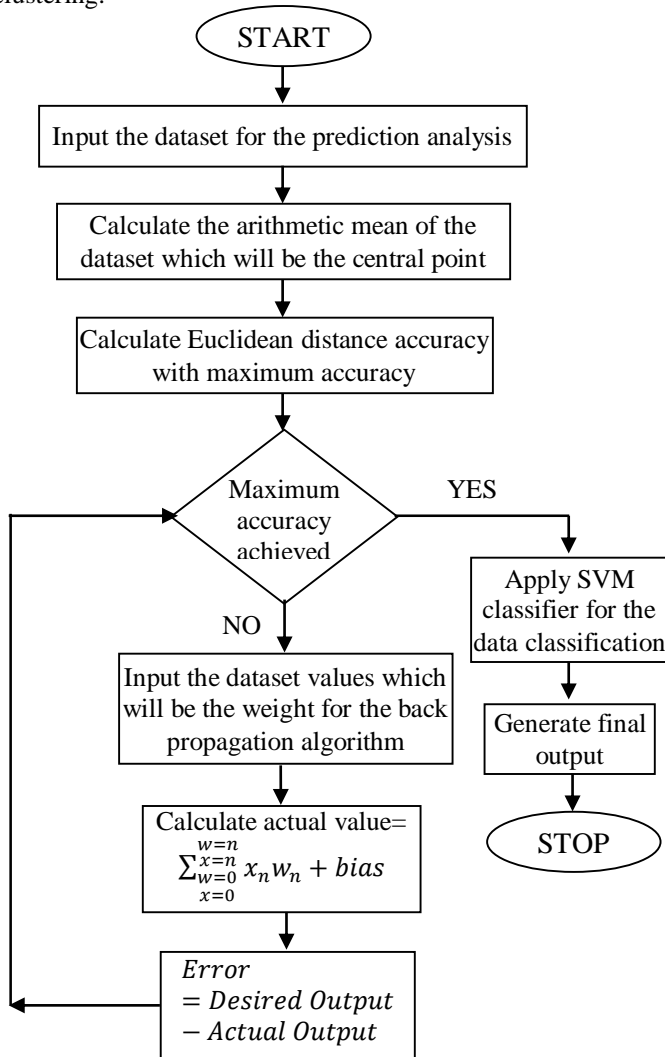 clustering.
START
Input the dataset for the prediction analysis
Calculate the arithmetic mean of the
dataset which will be the central point
Calculate Euclidean distance accuracy
with maximum accuracy
Maximum
accuracy
achieved
YES
NO
Apply SVM
classifier for the
data classification
Generate final
output
STOP
Input the dataset values which
will be the weight for the back
propagation algorithm
Calculate actual value=
w=n
x=n
∑ xₙwₙ + bias
w=0
x=0
Error
= Desired Output
− Actual Output